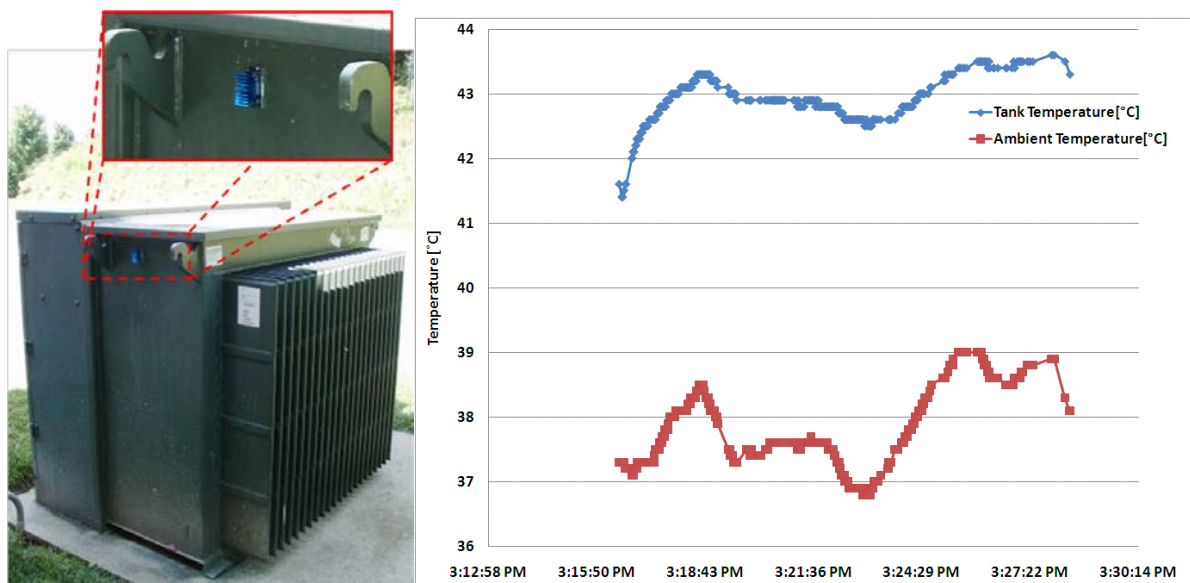 44
43
42
41
40
39
38
37
36
Temperature [°C]
Tank Temperature[°C]
Ambient Temperature[°C]
3:12:58 PM 3:15:50 PM 3:18:43 PM 3:21:36 PM 3:24:29 PM 3:27:22 PM 3:30:14 PM